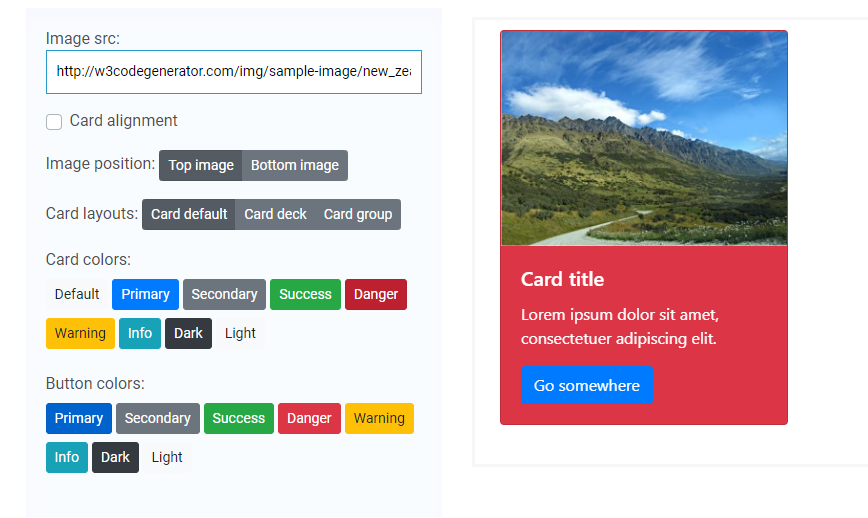 Image src:
http://w3codegenerator.com/img/sample-image/new_zea
Card alignment
Image position: Top image Bottom image
Card layouts: Card default Card deck Card group
Card colors:
Default Primary Secondary Success Danger
Warning Info Dark Light
Button colors:
Primary Secondary Success Danger Warning
Info Dark Light
Card title
Lorem ipsum dolor sit amet,
consectetuer adipiscing elit.
Go somewhere